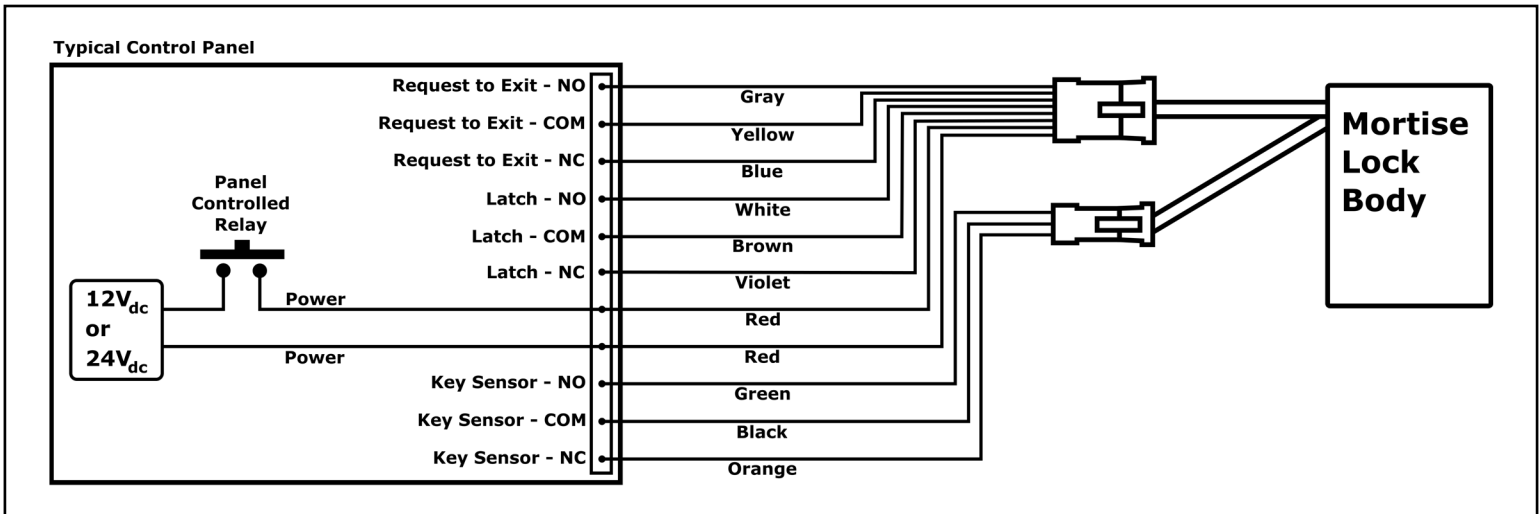 Typical Control Panel
Request to Exit - NO
Gray
Request to Exit - COM
Yellow
Request to Exit - NC
Blue
Panel
Controlled
Relay
Latch - NO
White
Latch - COM
Brown
Latch - NC
Violet
12Vdc
or
24Vdc
Power
Red
Power
Red
Key Sensor - NO
Green
Key Sensor - COM
Black
Key Sensor - NC
Orange
Mortise
Lock
Body